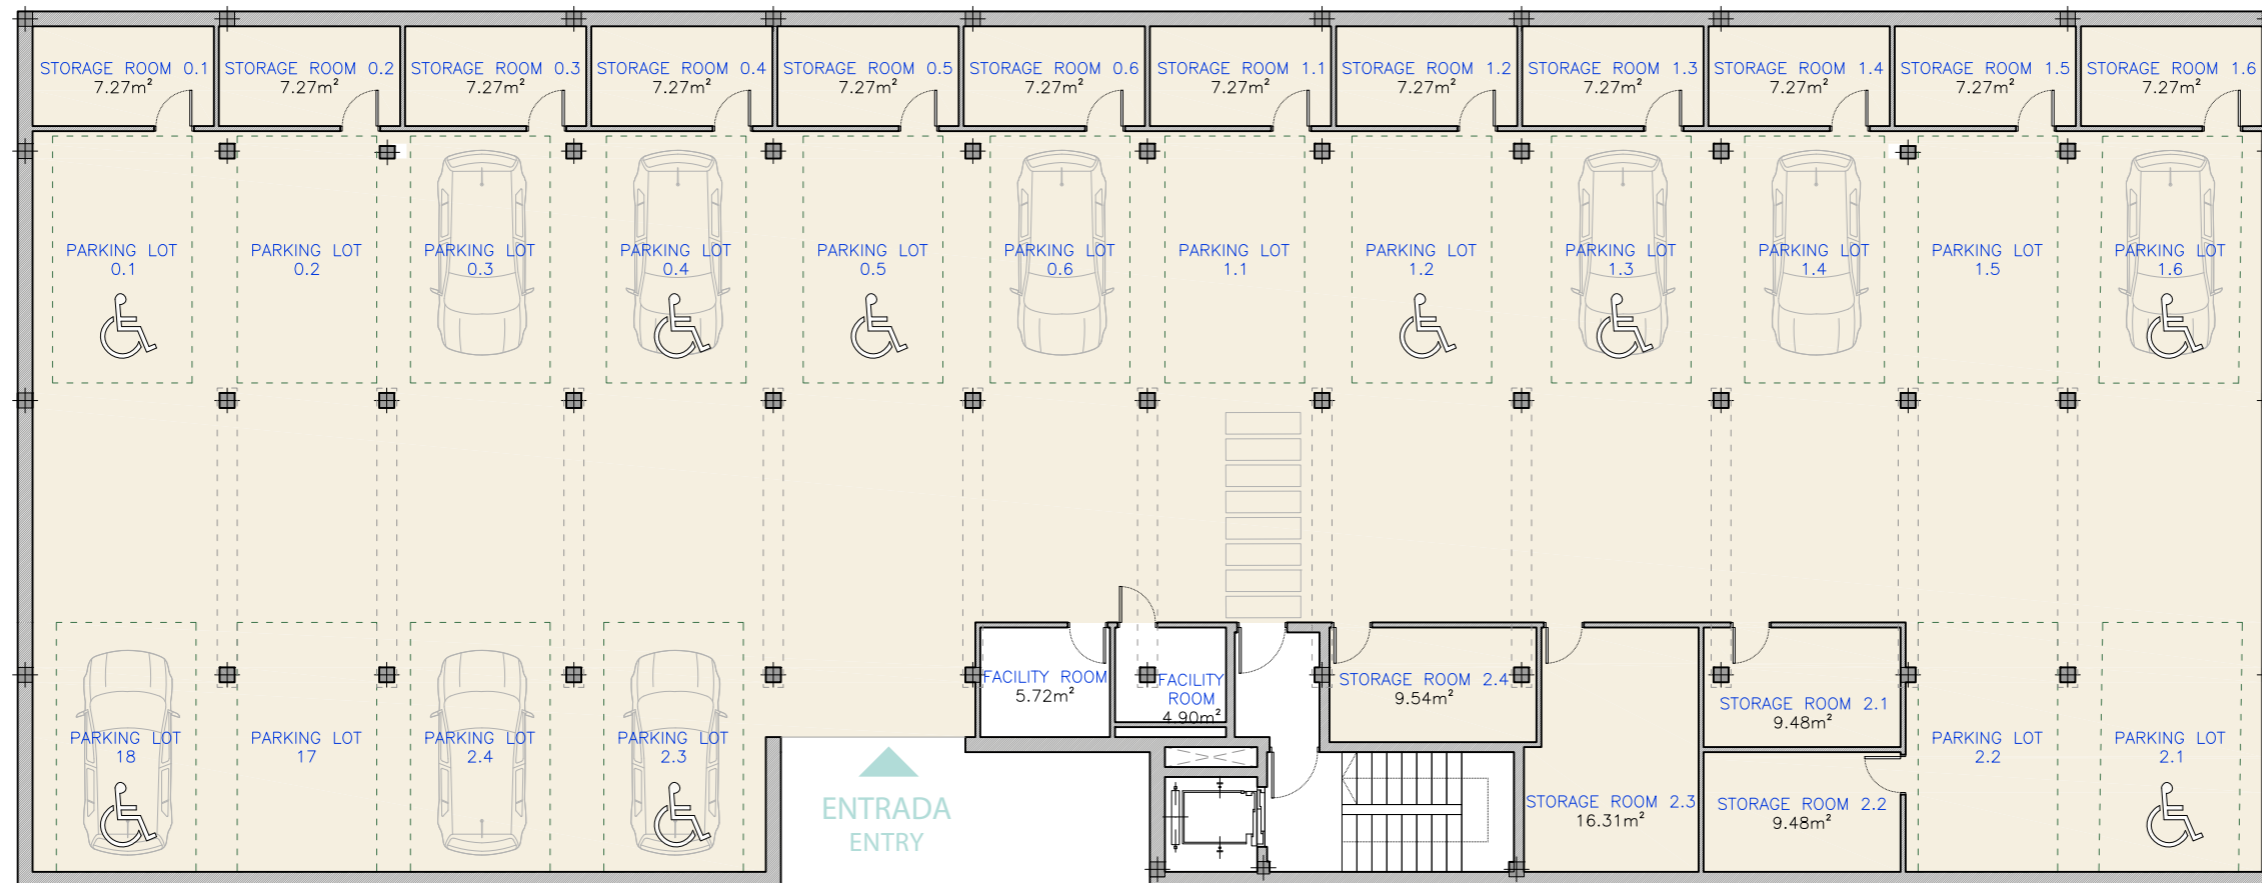 STORAGE ROOM 0.1
7.27m²
STORAGE ROOM 0.2
7.27m²
STORAGE ROOM 0.3
7.27m²
STORAGE ROOM 0.4
7.27m²
STORAGE ROOM 0.5
7.27m²
STORAGE ROOM 0.6
7.27m²
STORAGE ROOM 1.1
7.27m²
STORAGE ROOM 1.2
7.27m²
STORAGE ROOM 1.3
7.27m²
STORAGE ROOM 1.4
7.27m²
STORAGE ROOM 1.5
7.27m²
STORAGE ROOM 1.6
7.27m²
PARKING LOT
0.1
PARKING LOT
0.2
PARKING LOT
0.3
PARKING LOT
0.4
PARKING LOT
0.5
PARKING LOT
0.6
PARKING LOT
1.1
PARKING LOT
1.2
PARKING LOT
1.3
PARKING LOT
1.4
PARKING LOT
1.5
PARKING LOT
1.6
FACILITY ROOM
5.72m²
FACILITY
ROOM
4.90m²
STORAGE ROOM 2.4
9.54m²
STORAGE ROOM 2.1
9.48m²
PARKING LOT
18
PARKING LOT
17
PARKING LOT
2.4
PARKING LOT
2.3
PARKING LOT
2.2
PARKING LOT
2.1
ENTRADA
ENTRY
STORAGE ROOM 2.3
16.31m²
STORAGE ROOM 2.2
9.48m²